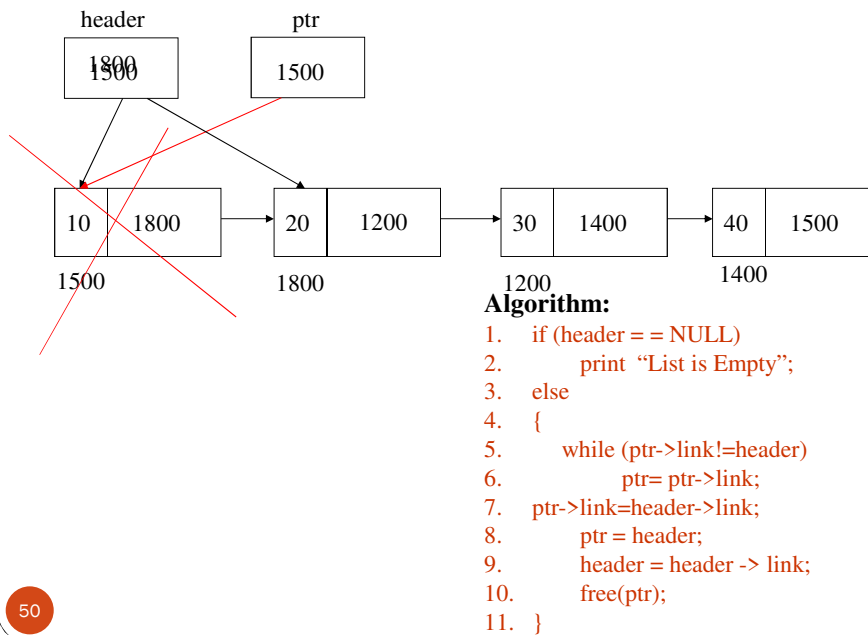 header ptr
1800
1500 1500
10 1800 20 1200 30 1400 40 1500
1500 1800 1200 1400
Algorithm:
1. if (header = = NULL)
2. print “List is Empty”;
3. else
4. {
5. while (ptr->link!=header)
6. ptr= ptr->link;
7. ptr->link=header->link;
8. ptr = header;
9. header = header -> link;
10. free(ptr);
11. }
50